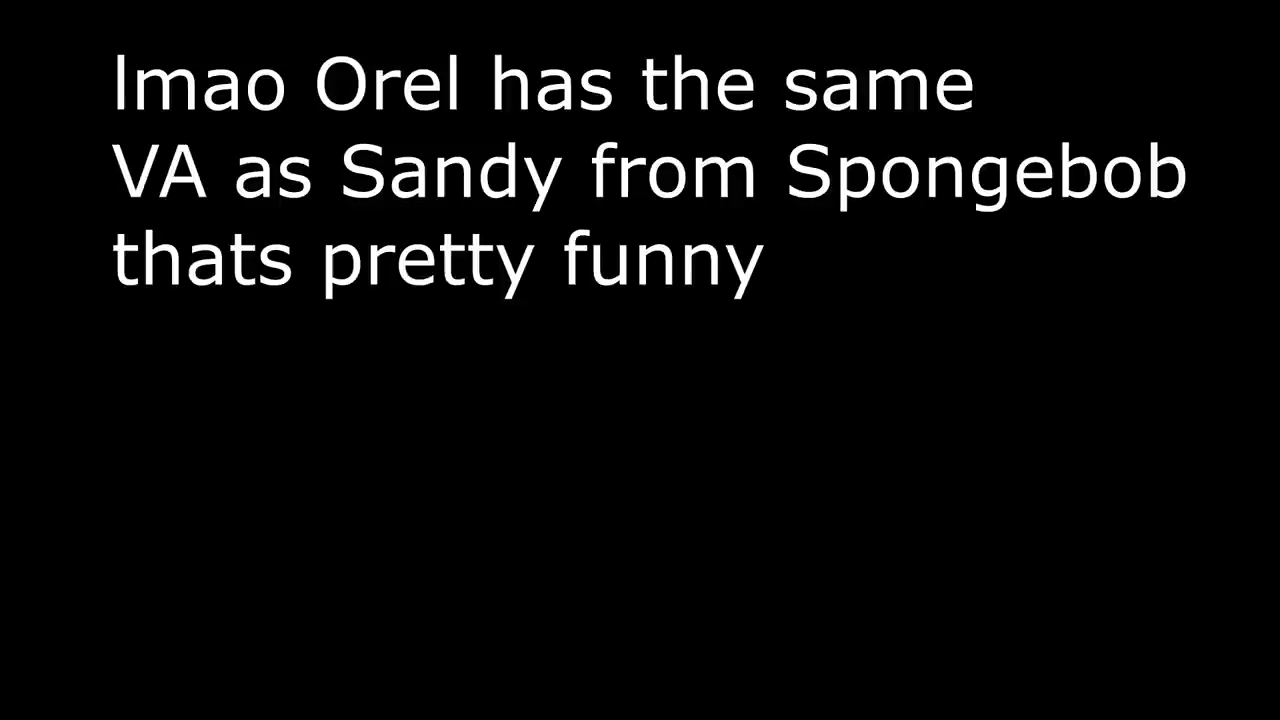 lmao Orel has the same
VA as Sandy from Spongebob
thats pretty funny